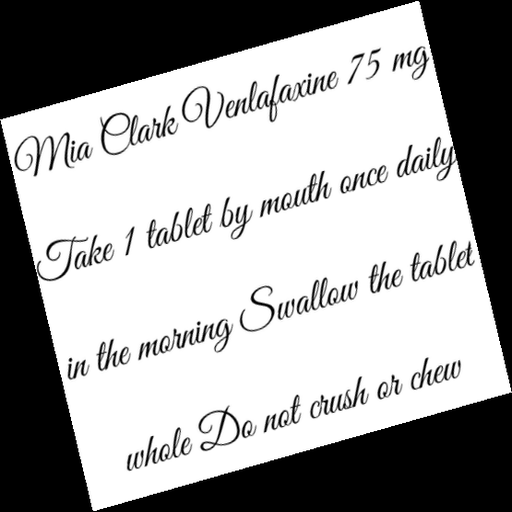 Mia Clark Venlafaxine 75 mg
Take 1 tablet by mouth once daily
in the morning Swallow the tablet
whole Do not crush or chew